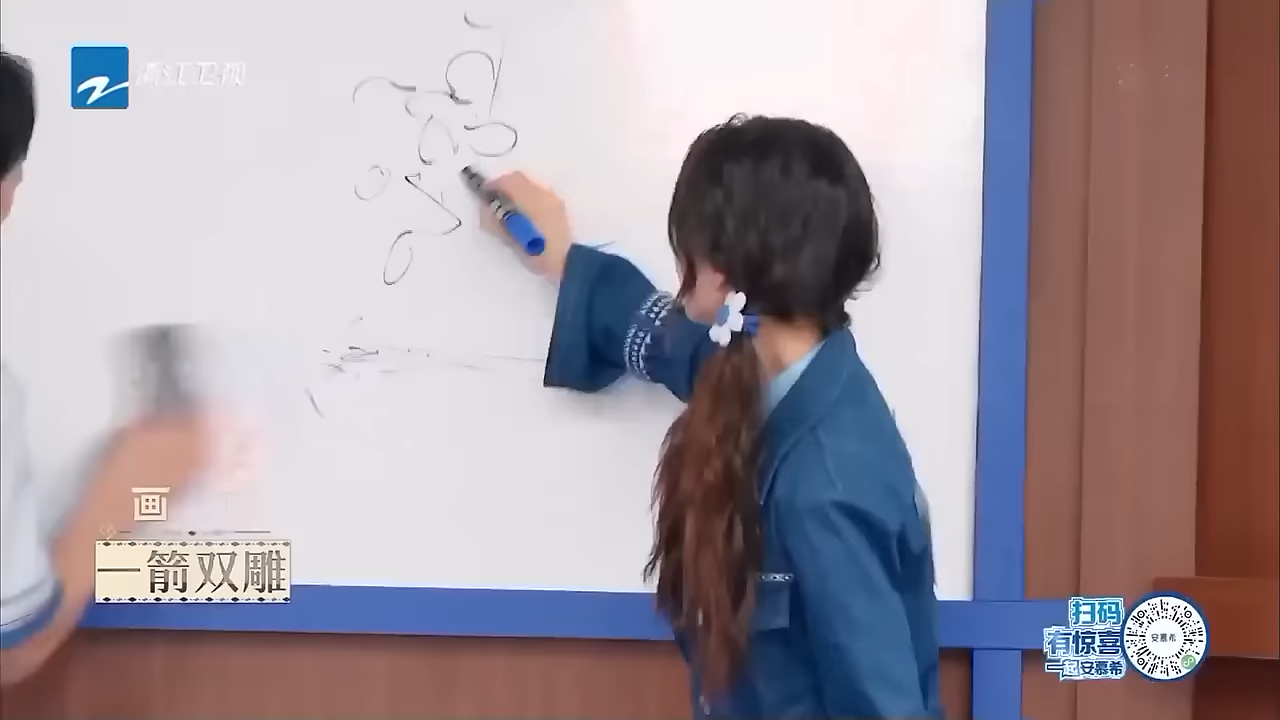 浙江卫视
画
一箭双雕
扫码
有惊喜
一起安慕希
安慕希